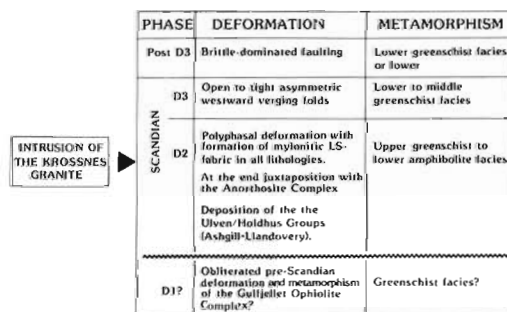 PHASE DEFORMATION METAMORPHISM
Post D3 Brittle-dominated faulting Lower greenschist facies
or lower
D3 Open to tight asymmetric Lower to middle
westward verging folds greenschist facies
INTRUSION OF
THE KROSSNES
GRANITE
SCANDIAN
D2 Polyphasal deformation with
formation of mylonitic LS-
fabric in all lithologies.
At the end juxtaposition with
the Anorthosite Complex
Upper greenschist to
lower amphibolite facies
Deposition of the the
Ulven/Holdhus Groups
(Ashgill-Llandovery).
D1? Obliterated pre-Scandian
deformation and metamorphism
of the Gullfjellet Ophiolite
Complex?
Greenschist facies?